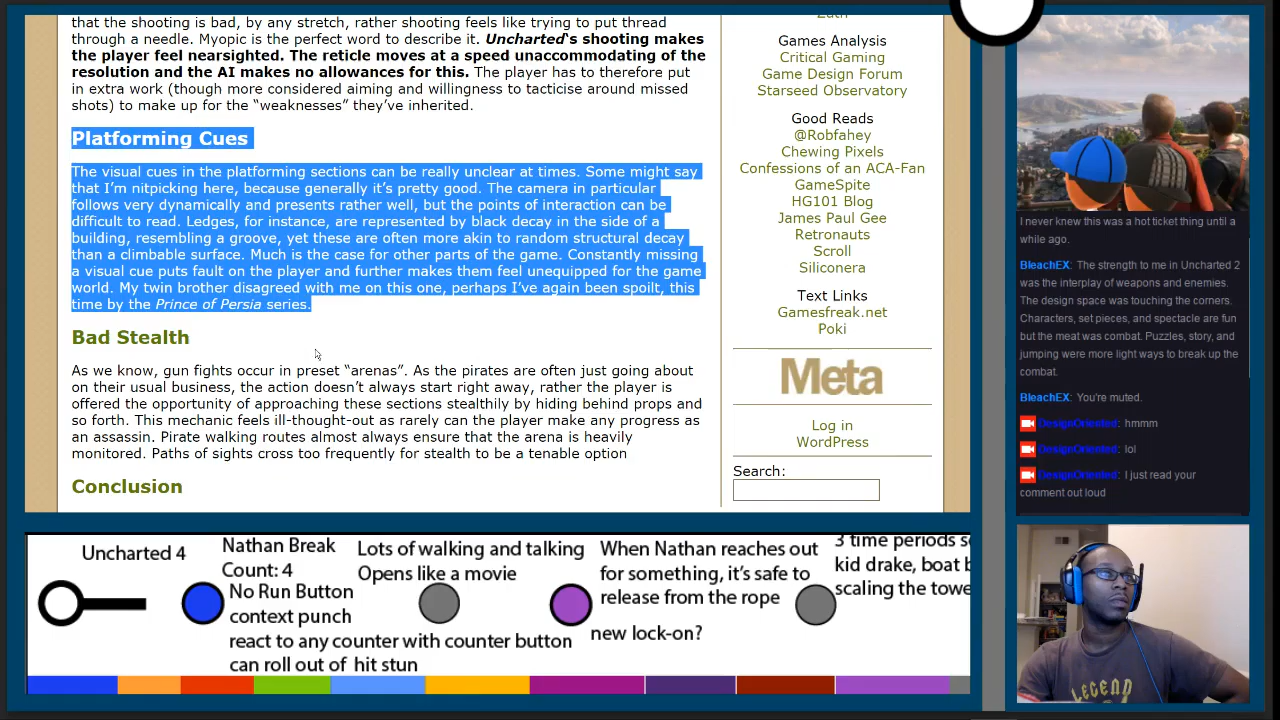 that the shooting is bad, by any stretch, rather shooting feels like trying to put thread
through a needle. Myopic is the perfect word to describe it. Uncharted's shooting makes
the player feel nearsighted. The reticle moves at a speed unaccommodating of the
resolution and the AI makes no allowances for this. The player has to therefore put
in extra work (though more considered aiming and willingness to tacticise around missed
shots) to make up for the “weaknesses” they’ve inherited.
Platforming Cues
The visual cues in the platforming sections can be really unclear at times. Some might say
that I’m nitpicking here, because generally it’s pretty good. The camera in particular
follows very dynamically and presents rather well, but the points of interaction can be
difficult to read. Ledges, for instance, are represented by black decay in the side of a
building, resembling a groove, yet these are often more akin to random structural decay
than a climbable surface. Much is the case for other parts of the game. Constantly missing
a visual cue puts fault on the player and further makes them feel unequipped for the game
world. My twin brother disagreed with me on this one, perhaps I’ve again been spoilt, this
time by the Prince of Persia series.
Bad Stealth
As we know, gun fights occur in preset “arenas”. As the pirates are often just going about
on their usual business, the action doesn’t always start right away, rather the player is
offered the opportunity of approaching these sections stealthily by hiding behind props and
so forth. This mechanic feels ill-thought-out as rarely can the player make any progress as
an assassin. Pirate walking routes almost always ensure that the arena is heavily
monitored. Paths of sights cross too frequently for stealth to be a tenable option
Conclusion
Games Analysis
Critical Gaming
Game Design Forum
Starseed Observatory
Good Reads
@Robfahey
Chewing Pixels
Confessions of an ACA-Fan
GameSpite
HG101 Blog
James Paul Gee
Retronauts
Scroll
Siliconera
Text Links
Gamesfreak.net
Poki
Meta
Log in
WordPress
Search:
I never knew this was a hot ticket thing until a
while ago.
BleachEX: The strength to me in Uncharted 2
was the interplay of weapons and enemies.
The design space was touching the corners.
Characters, set pieces, and spectacle are fun
but the meat was combat. Puzzles, story, and
jumping were more light ways to break up the
combat.
BleachEX: You're muted.
DesignOriented: hmmm
DesignOriented: lol
DesignOriented: I just read your
comment out loud
Uncharted 4
Nathan Break
Count: 4
No Run Button
context punch
react to any counter with counter button
can roll out of hit stun
Lots of walking and talking
Opens like a movie
When Nathan reaches out
for something, it's safe to
release from the rope
new lock-on?
3 time periods
kid drake, boat
scaling the
LEGEND